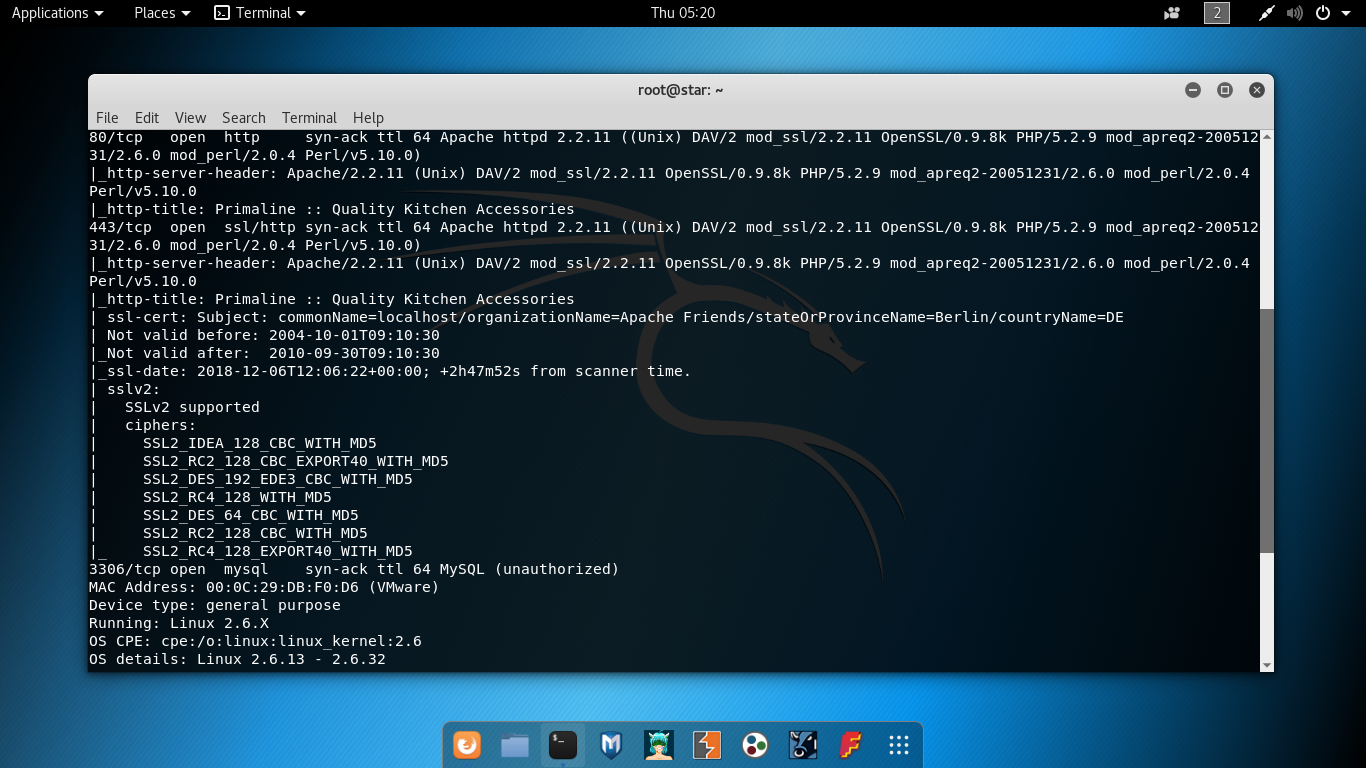 Applications Places Terminal Thu 05:20 2
root@star: ~
File Edit View Search Terminal Help
80/tcp   open  http     syn-ack ttl 64 Apache httpd 2.2.11 ((Unix) DAV/2 mod_ssl/2.2.11 OpenSSL/0.9.8k PHP/5.2.9 mod_apreq2-200512
31/2.6.0 mod_perl/2.0.4 Perl/v5.10.0)
|_http-server-header: Apache/2.2.11 (Unix) DAV/2 mod_ssl/2.2.11 OpenSSL/0.9.8k PHP/5.2.9 mod_apreq2-20051231/2.6.0 mod_perl/2.0.4
Perl/v5.10.0
|_http-title: Primaline :: Quality Kitchen Accessories
443/tcp  open  ssl/http syn-ack ttl 64 Apache httpd 2.2.11 ((Unix) DAV/2 mod_ssl/2.2.11 OpenSSL/0.9.8k PHP/5.2.9 mod_apreq2-200512
31/2.6.0 mod_perl/2.0.4 Perl/v5.10.0)
|_http-server-header: Apache/2.2.11 (Unix) DAV/2 mod_ssl/2.2.11 OpenSSL/0.9.8k PHP/5.2.9 mod_apreq2-20051231/2.6.0 mod_perl/2.0.4
Perl/v5.10.0
|_http-title: Primaline :: Quality Kitchen Accessories
| ssl-cert: Subject: commonName=localhost/organizationName=Apache Friends/stateOrProvinceName=Berlin/countryName=DE
| Not valid before: 2004-10-01T09:10:30
|_Not valid after:  2010-09-30T09:10:30
|_ssl-date: 2018-12-06T12:06:22+00:00; +2h47m52s from scanner time.
| sslv2:
|   SSLv2 supported
|   ciphers:
|     SSL2_IDEA_128_CBC_WITH_MD5
|     SSL2_RC2_128_CBC_EXPORT40_WITH_MD5
|     SSL2_DES_192_EDE3_CBC_WITH_MD5
|     SSL2_RC4_128_WITH_MD5
|     SSL2_DES_64_CBC_WITH_MD5
|     SSL2_RC2_128_CBC_WITH_MD5
|_    SSL2_RC4_128_EXPORT40_WITH_MD5
3306/tcp open  mysql    syn-ack ttl 64 MySQL (unauthorized)
MAC Address: 00:0C:29:DB:F0:D6 (VMware)
Device type: general purpose
Running: Linux 2.6.X
OS CPE: cpe:/o:linux:linux_kernel:2.6
OS details: Linux 2.6.13 - 2.6.32